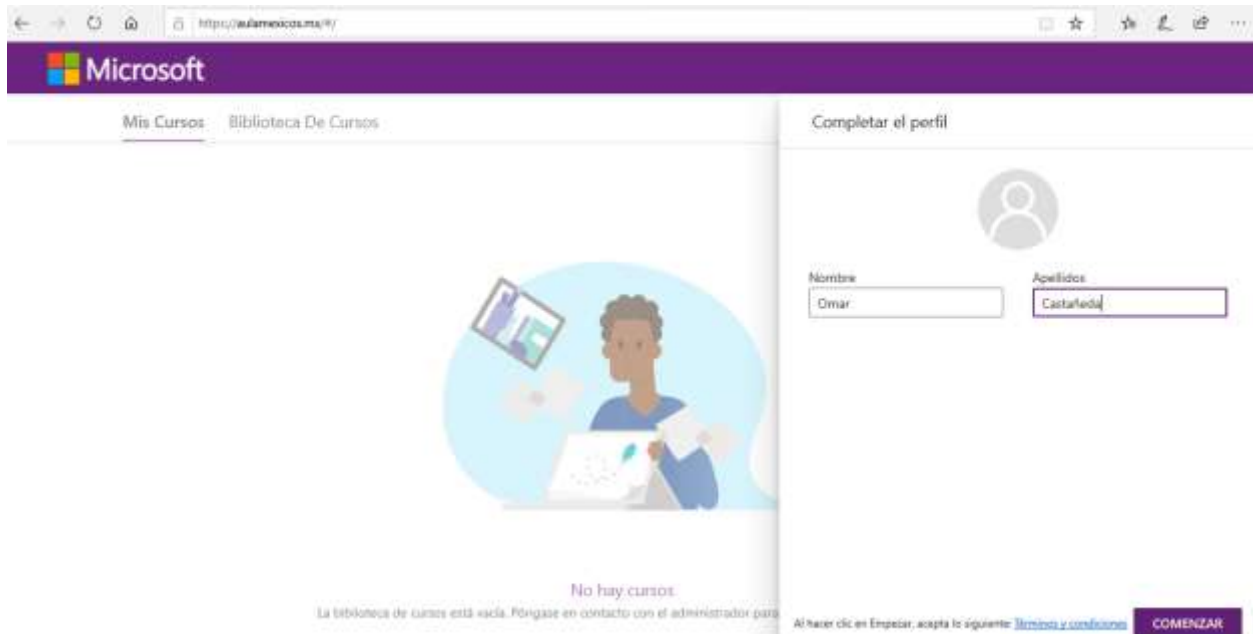 https://aulamexicos.ms/#/
Microsoft
Mis Cursos Biblioteca De Cursos
Completar el perfil
Nombre Apellidos
Omar Castañeda
No hay cursos
La biblioteca de cursos está vacía. Póngase en contacto con el administrador para
Al hacer clic en Empezar, acepta lo siguiente Términos y condiciones COMENZAR